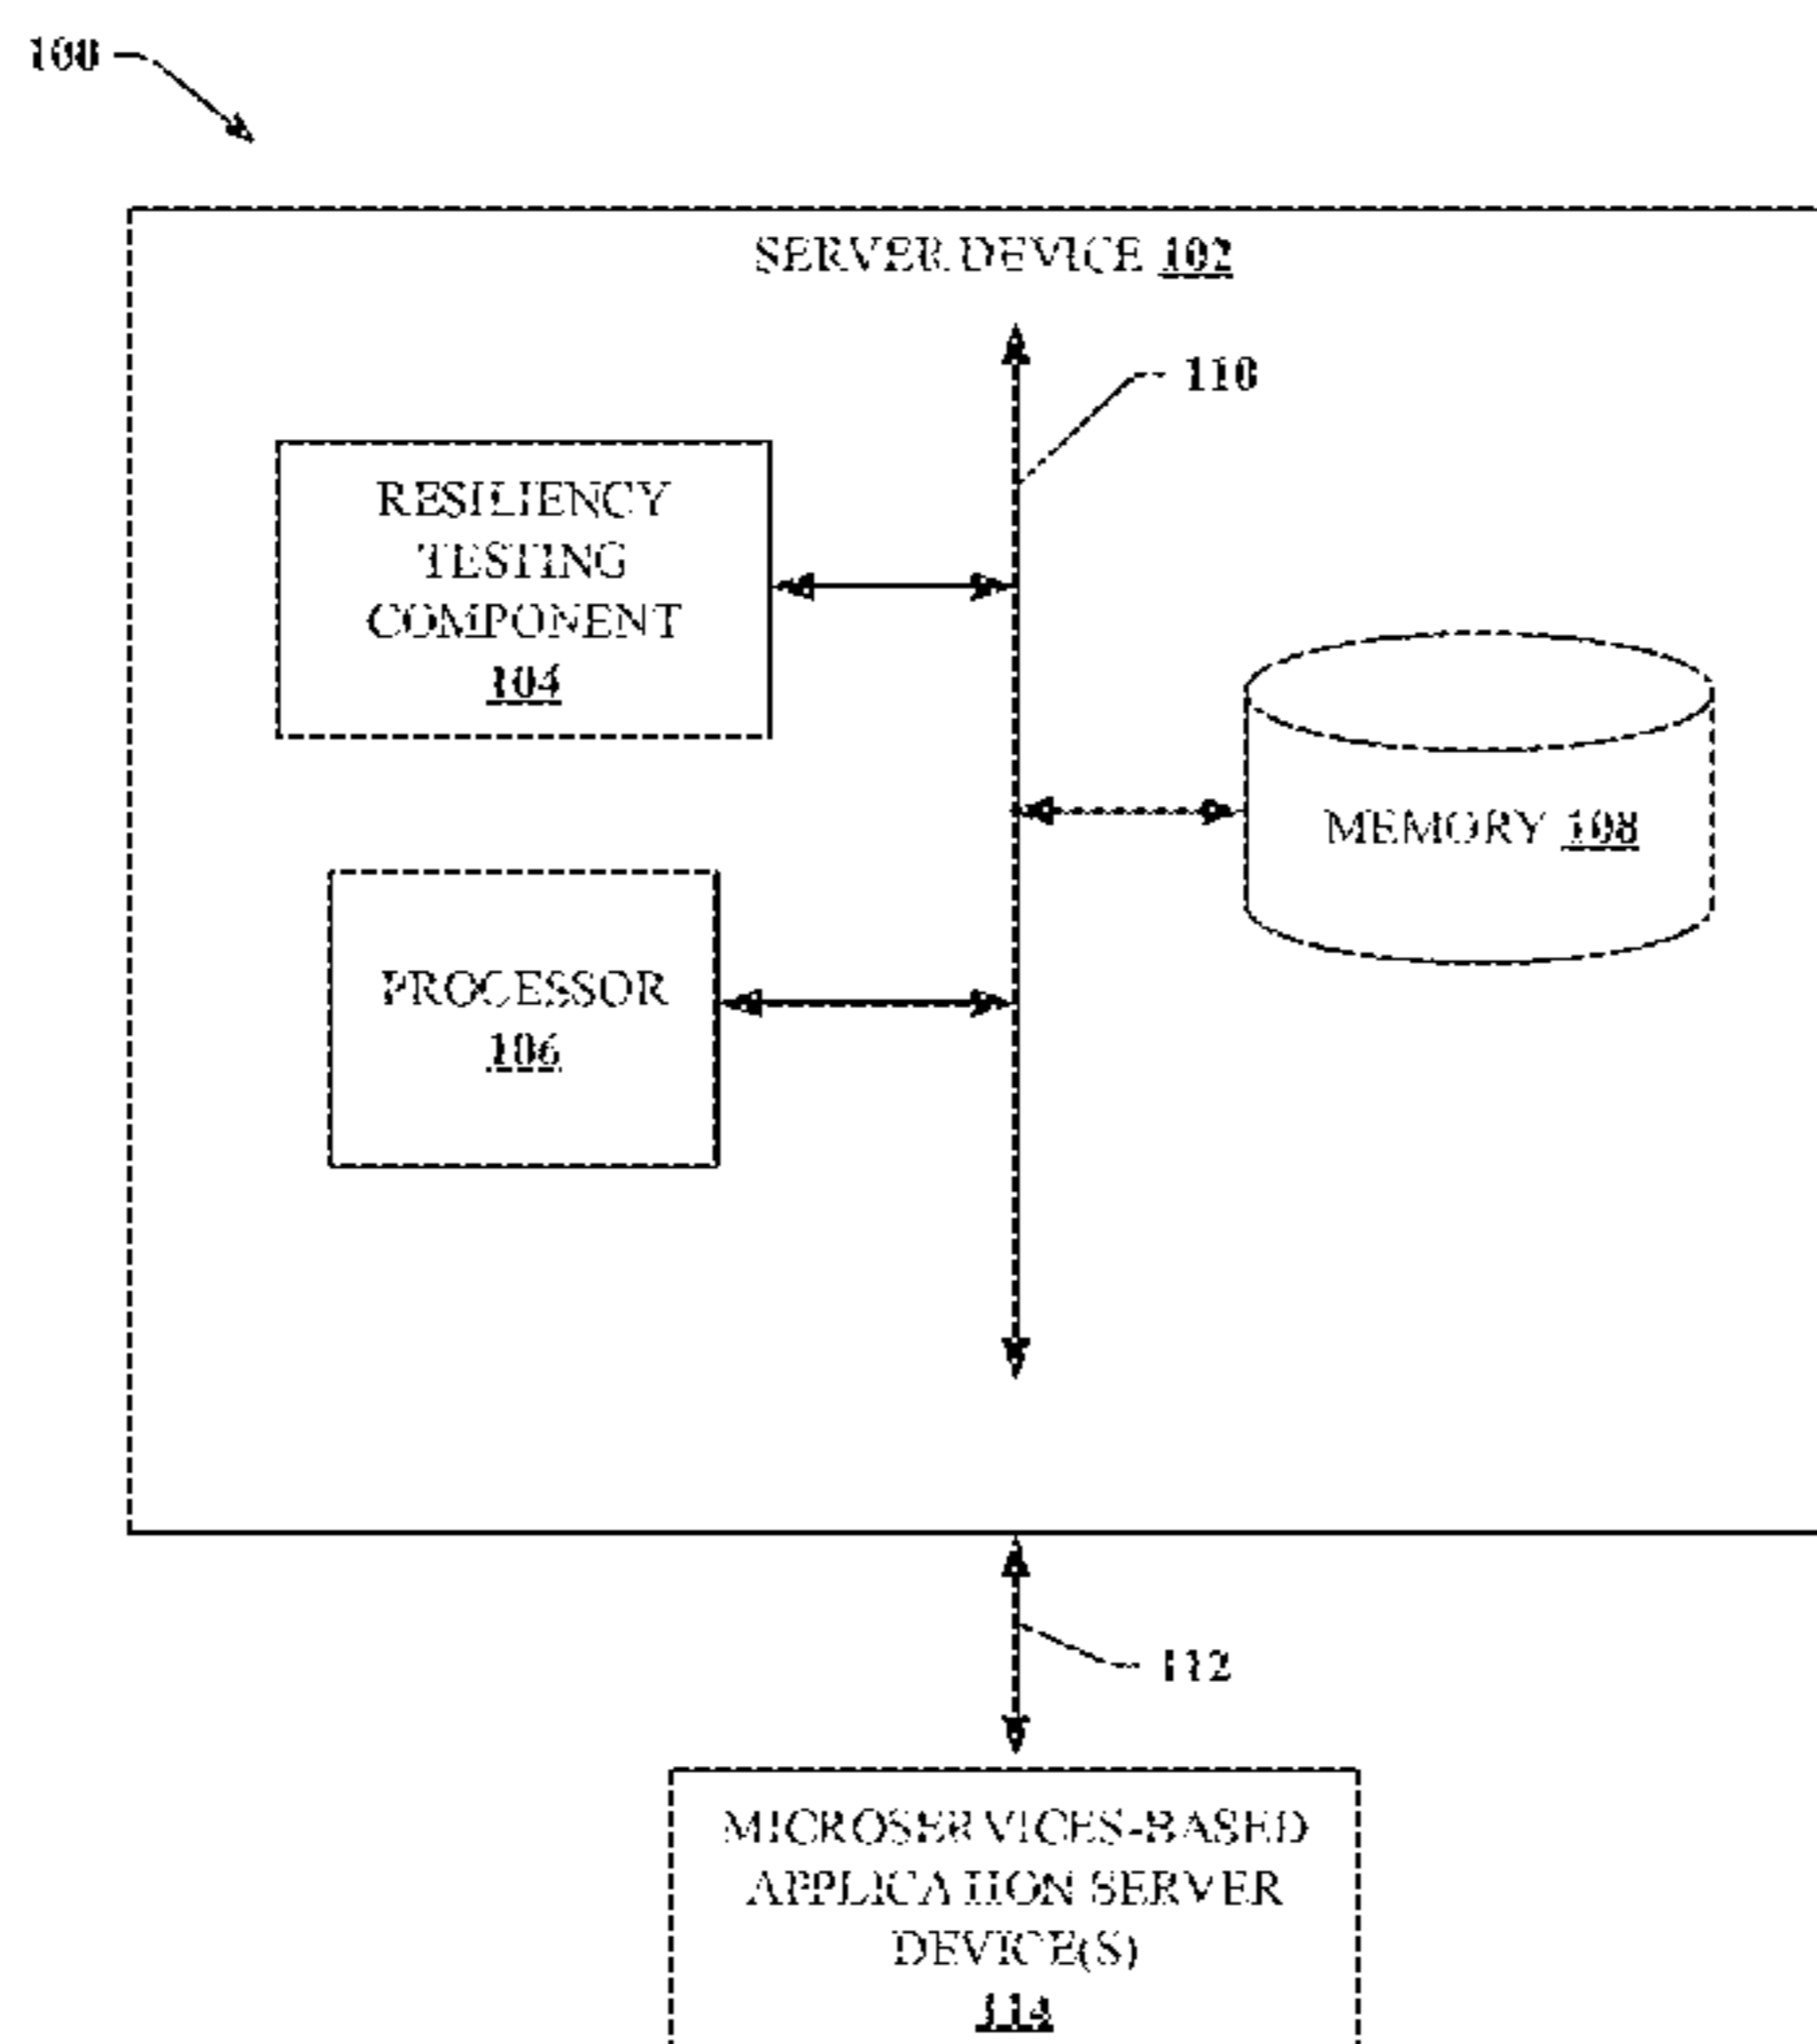 100
SERVER DEVICE 102
110
RESILIENCY
TESTING
COMPONENT
104
MEMORY 108
PROCESSOR
106
112
MICROSERVICES-BASED
APPLICATION SERVER
DEVICE(S)
114